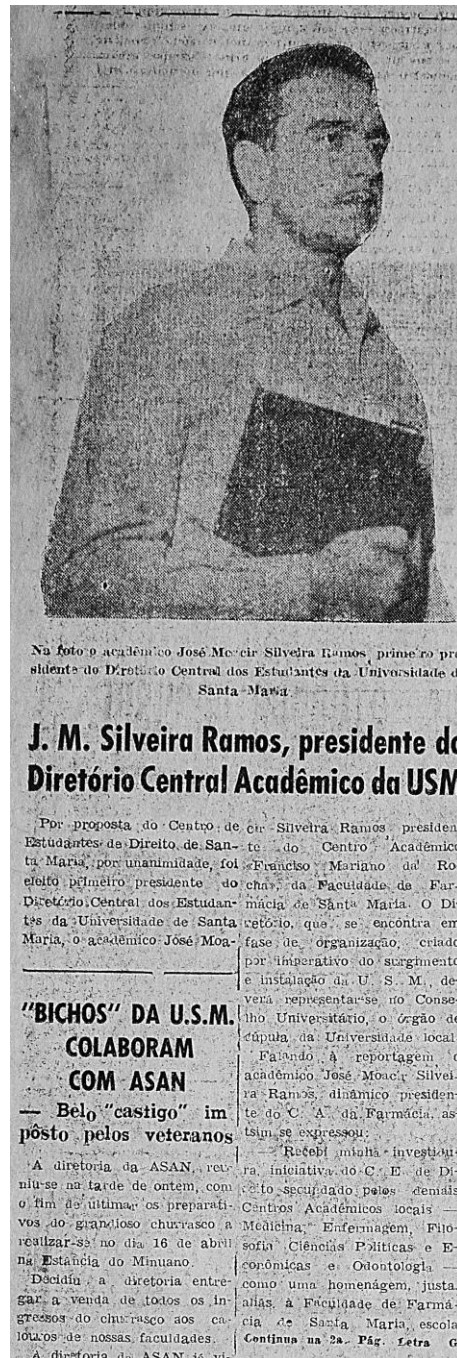 Na foto o acadêmico José Moacir Silveira Ramos, primeiro pre
sidente do Diretório Central dos Estudantes da Universidade d
Santa Maria.
J. M. Silveira Ramos, presidente do
Diretório Central Acadêmico da USM
Por proposta do Centro de
Estudantes de Direito de San-
ta Maria, por unanimidade, foi
eleito primeiro presidente do
Diretório Central dos Estudan-
tes da Universidade de Santa
Maria, o acadêmico José Moa-
cir Silveira Ramos, presiden
te do Centro Acadêmico
«Franciso Mariano da Ro-
cha», da Faculdade de Far-
mácia de Santa Maria. O Di
retório, que se encontra em
fase de organização, criado
por imperativo do surgimento
e instalação da U. S. M., de-
verá representar-se no Conse-
lho Universitário, o órgão de
cúpula da Universidade local.
Falando à reportagem o
acadêmico José Moacir Silvei-
ra Ramos, dinâmico presiden-
te do C. A. da Farmácia, as-
sim se expressou:
— Recebi minha investidu-
ra, iniciativa do C. E. de Di-
reito secundado pelos demais
Centros Acadêmicos locais —
Medicina, Enfermagem, Filo-
sofia Ciências Políticas e E-
conômicas e Odontologia —
como uma homenagem, justa
aliás, à Faculdade de Farmá-
cia de Santa Maria, escola
Continua na 2a. Pág. Letra G
"BICHOS" DA U.S.M.
COLABORAM
COM ASAN
— Belo "castigo" im
pôsto pelos veteranos
A diretoria da ASAN, reu-
niu-se na tarde de ontem, com
o fim de ultimar os preparati-
vos do grandioso churrasco a
realizar-se no dia 16 de abril
na Estância do Minuano.
Decidiu a diretoria entre-
gar a venda de todos os in-
gressos do churrasco aos ca-
louros de nossas faculdades.
A diretoria da ASAN já vi-